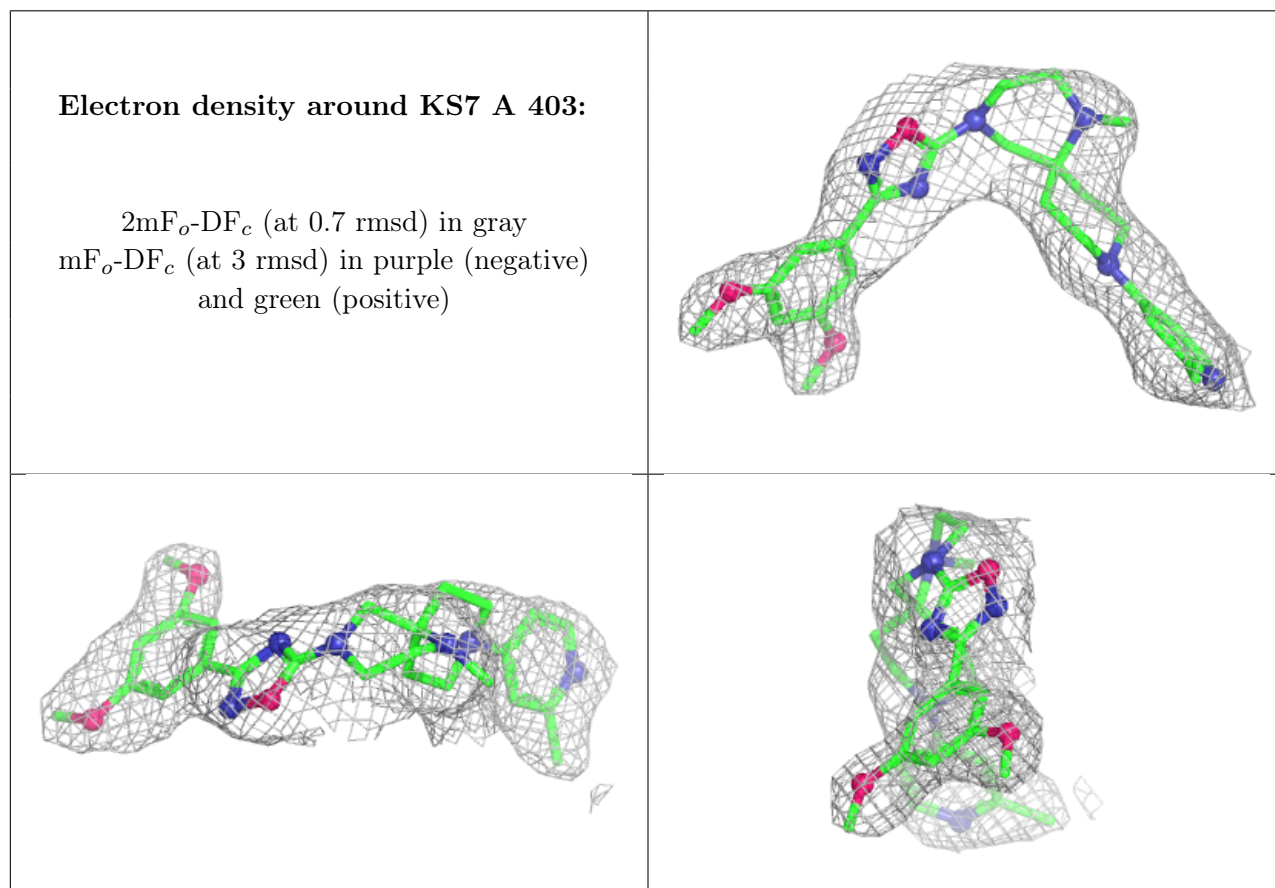 Electron density around KS7 A 403:
2mFo-DFc (at 0.7 rmsd) in gray
mFo-DFc (at 3 rmsd) in purple (negative)
and green (positive)